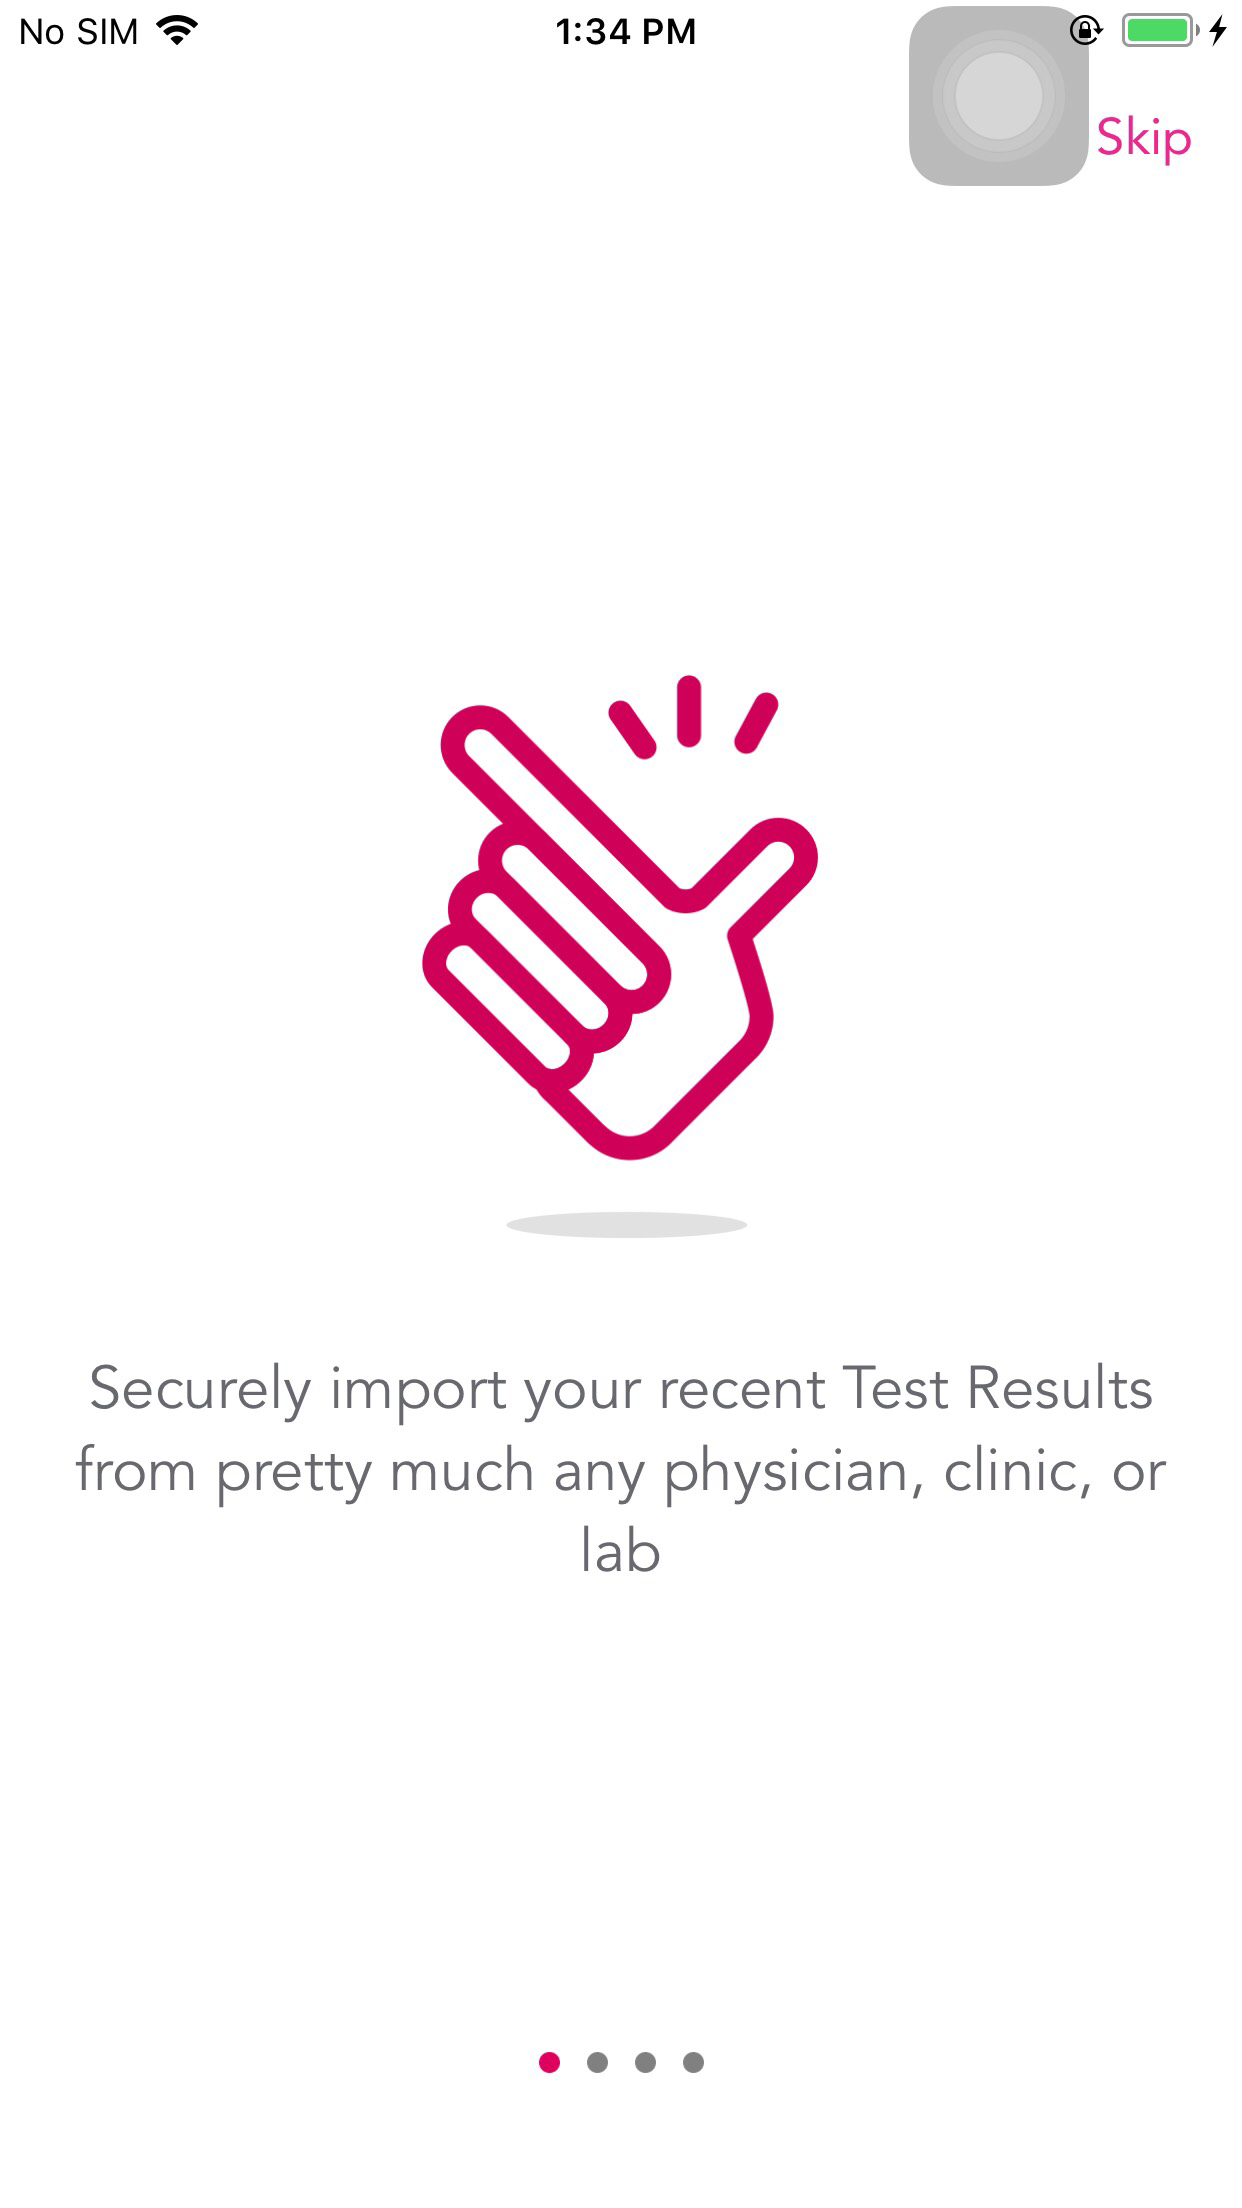 No SIM 1:34 PM
Skip
Securely import your recent Test Results
from pretty much any physician, clinic, or
lab